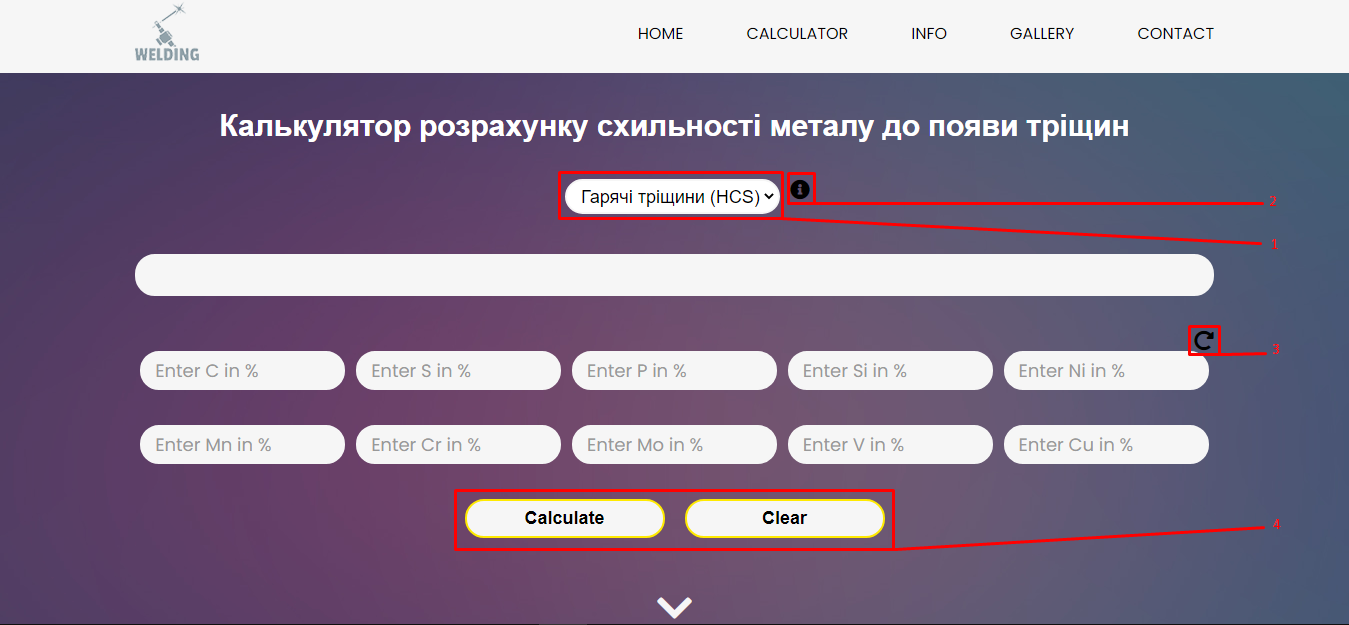 WELDING
HOME CALCULATOR INFO GALLERY CONTACT
Калькулятор розрахунку схильності металу до появи тріщин
Гарячі тріщини (HCS)
2
1
3
Enter C in % Enter S in % Enter P in % Enter Si in % Enter Ni in %
Enter Mn in % Enter Cr in % Enter Mo in % Enter V in % Enter Cu in %
Calculate Clear
4